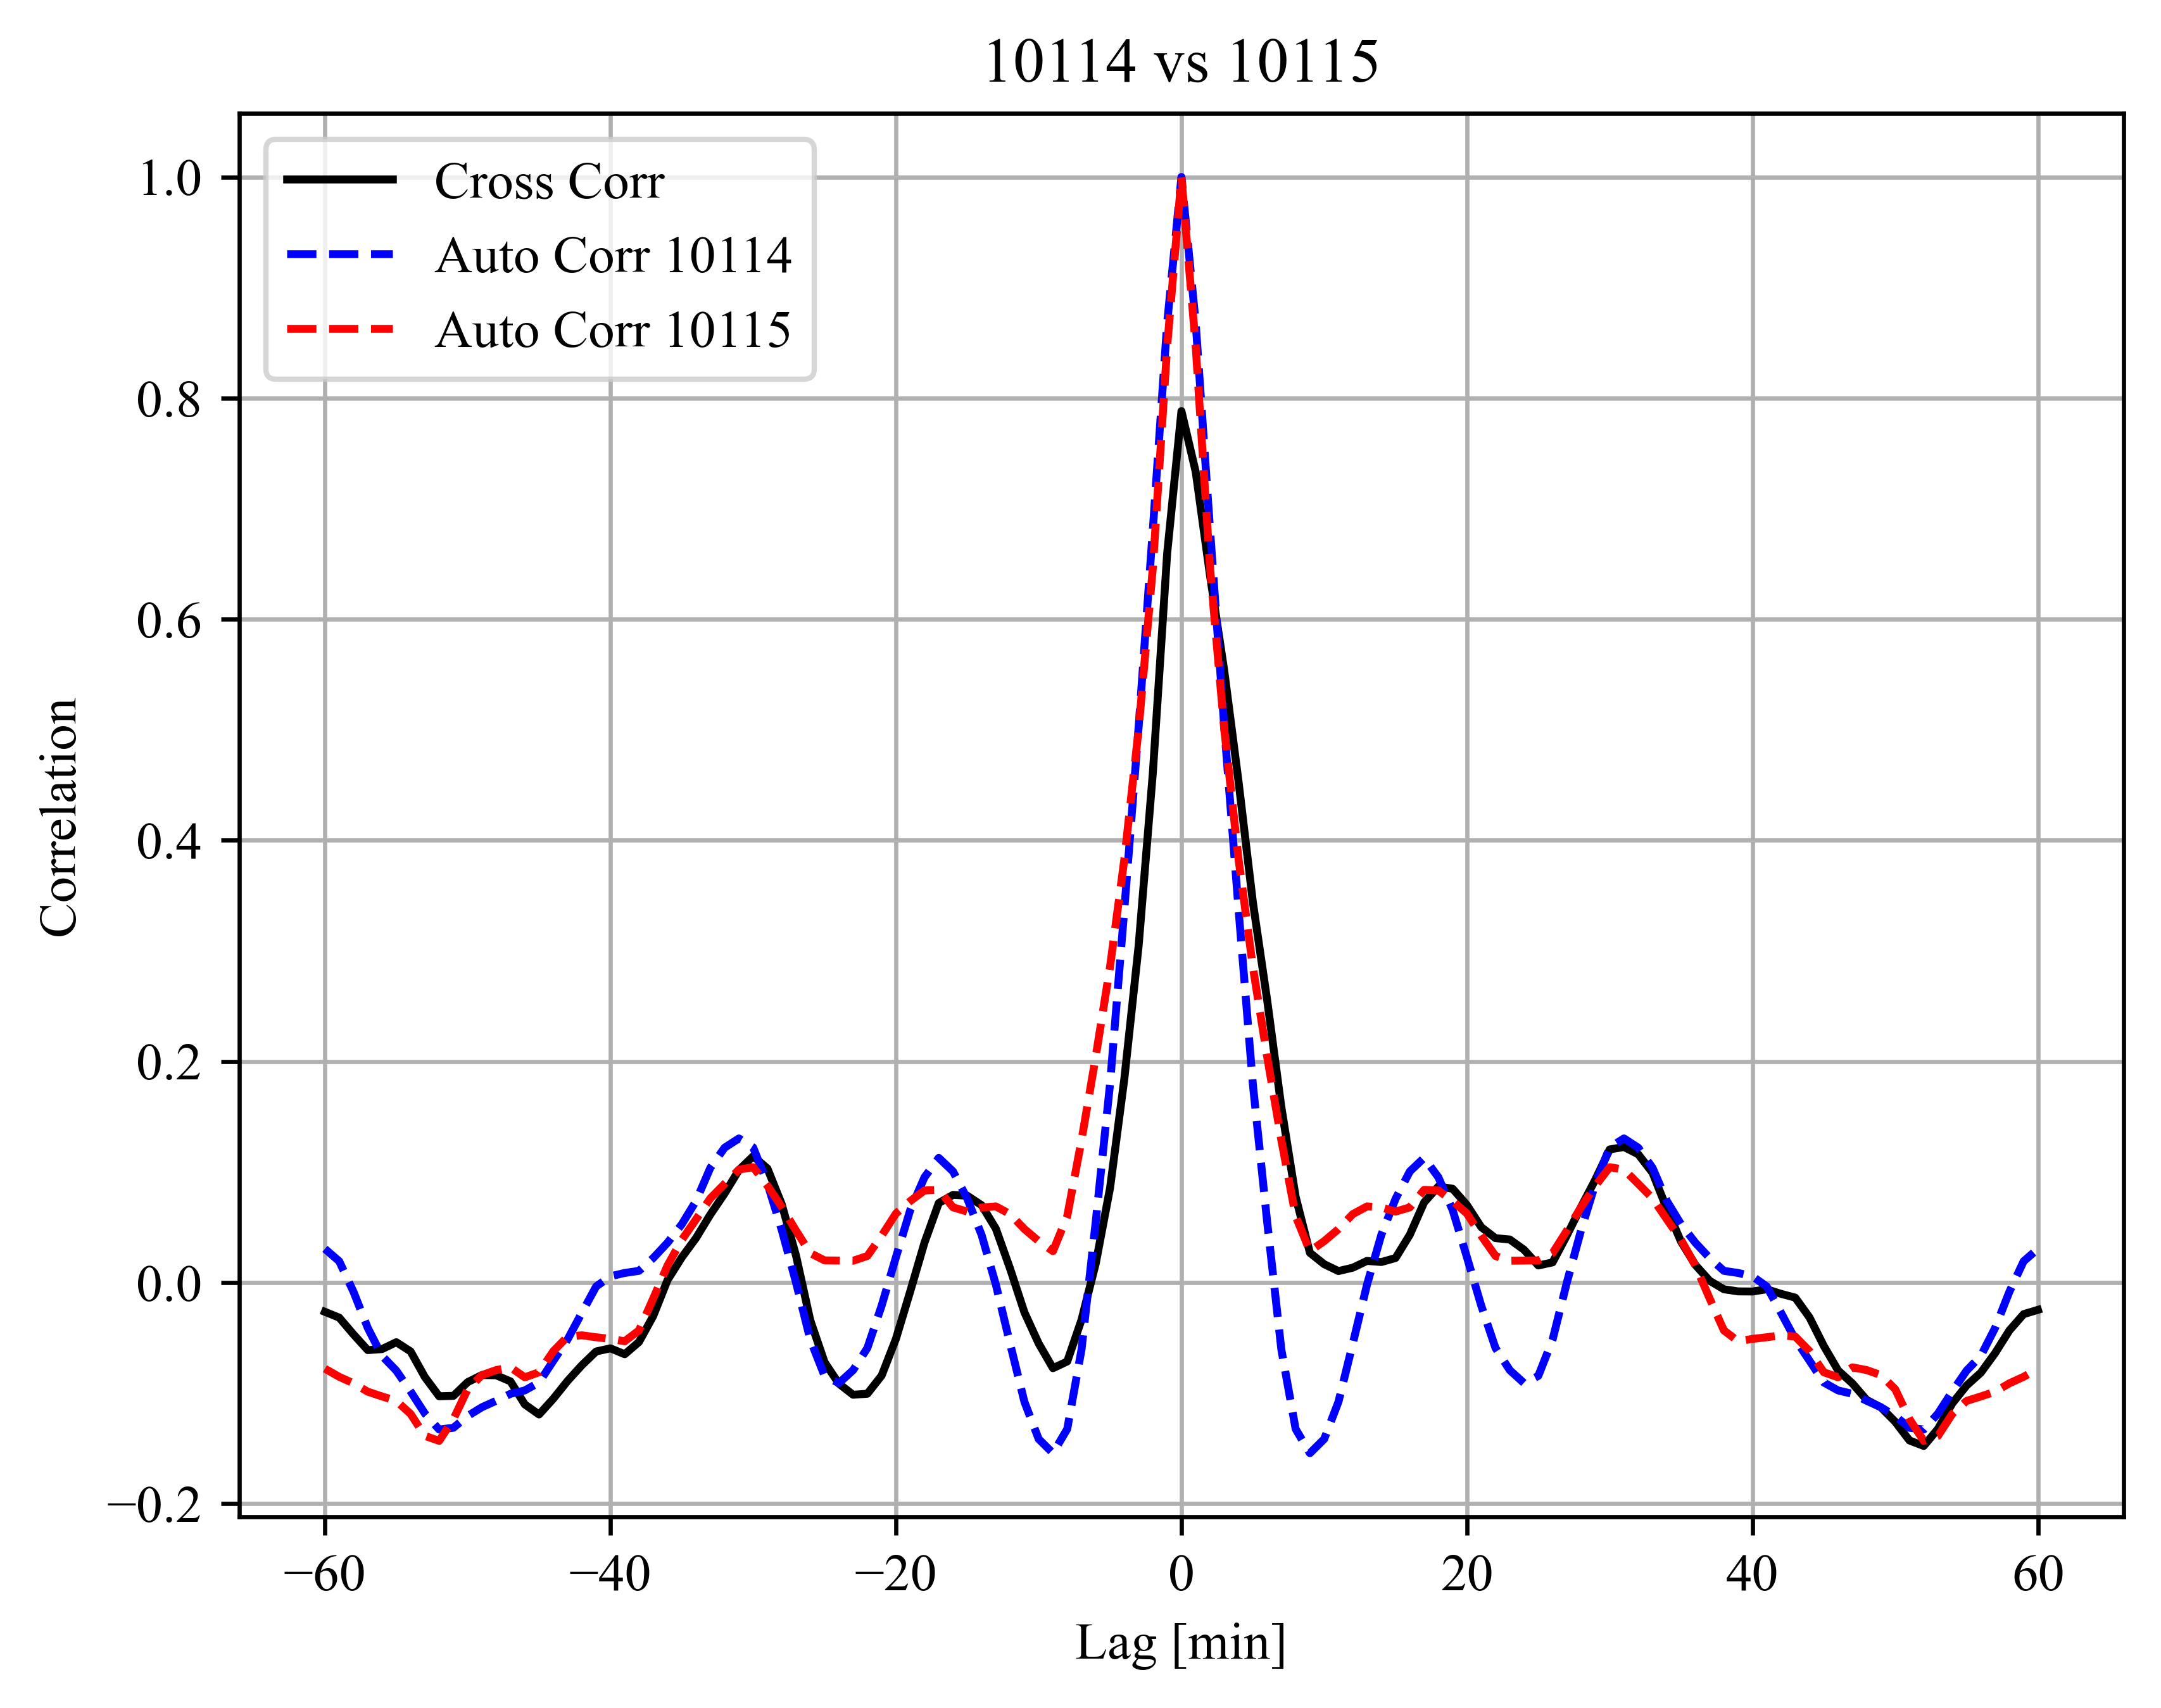 10114 vs 10115
Cross Corr
Auto Corr 10114
Auto Corr 10115
1.0
0.8
0.6
0.4
0.2
0.0
−0.2
Correlation
−60 −40 −20 0 20 40 60
Lag [min]